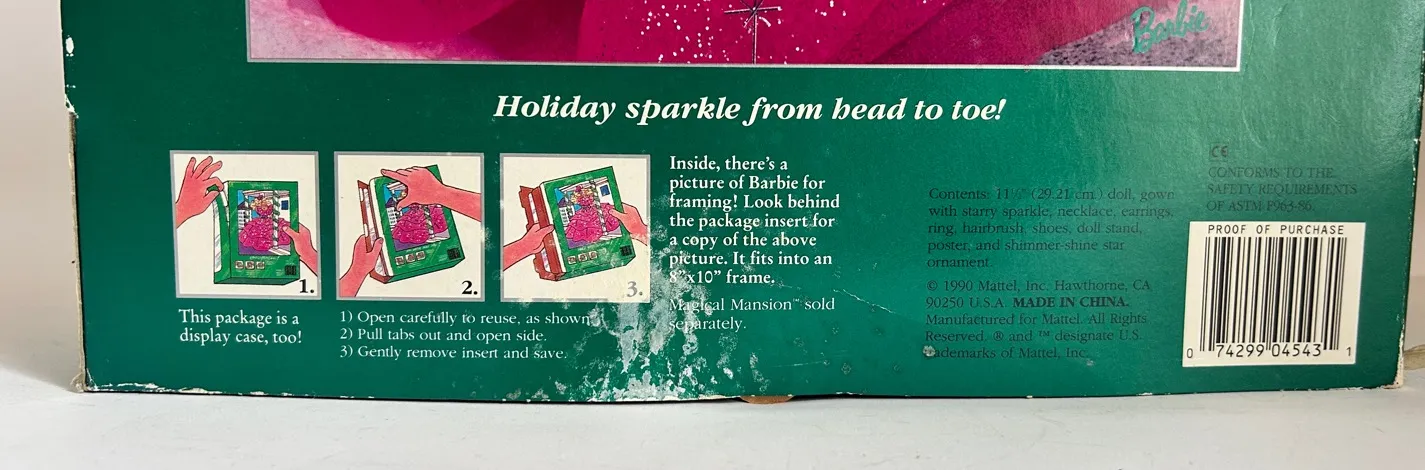 Barbie
Holiday sparkle from head to toe!
1.
2.
3.
This package is a
display case, too!
1) Open carefully to reuse, as shown.
2) Pull tabs out and open side.
3) Gently remove insert and save.
Inside, there's a
picture of Barbie for
framing! Look behind
the package insert for
a copy of the above
picture. It fits into an
8"x10" frame.
Magical Mansion™ sold
separately.
Contents: 11½" (29.21 cm.) doll, gown
with starry sparkle, necklace, earrings,
ring, hairbrush, shoes, doll stand,
poster, and shimmer-shine star
ornament.
© 1990 Mattel, Inc. Hawthorne, CA
90250 U.S.A. MADE IN CHINA.
Manufactured for Mattel. All Rights
Reserved. ® and ™ designate U.S.
trademarks of Mattel, Inc.
CE
CONFORMS TO THE
SAFETY REQUIREMENTS
OF ASTM F963-86.
PROOF OF PURCHASE
0 74299 04543 1